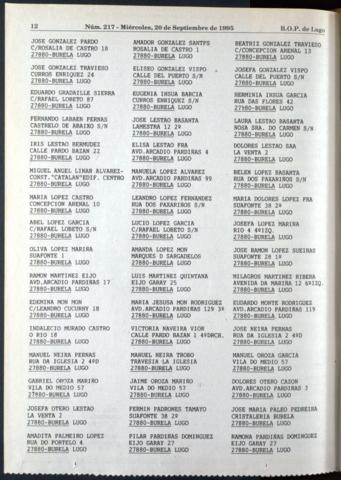 12
Núm. 217 - Miércoles, 20 de Septiembre de 1995
B.O.P. de Lugo
JOSE GONZALEZ PARDO
C/ROSALIA DE CASTRO 18
27880-BURELA LUGO
AMADOR GONZALEZ SANTFS
ROSALIA DE CASTRO 1
27880-BURELA LUGO
BEATRIZ GONZALEZ TRAVIESO
C/CONCEPCION ARENAL 13
27880-BURELA LUGO
JOSE GONZALEZ TRAVIESO
CURROS ENRIQUEZ 24
27880-BURELA LUGO
ELISEO GONZALEZ VISPO
CALLE DEL PUERTO S/N
27880-BURELA LUGO
JOSEFA GONZALEZ VISPO
CALLE DEL PUERTO S/N
27880-BURELA LUGO
EDUARDO GRADAILLE SIERRA
C/RAFAEL LOBETO 87
27880-BURELA LUGO
EUGENIA INSUA BARCIA
CURROS ENRIQUEZ S/N
27880-BURELA LUGO
HERMINIA INSUA GARCIA
RUA DAS FLORES 42
27880-BURELA LUGO
FERNANDO LABAEN FERNAS
CASTRELO DE ABAIXO S/N
27880-BURELA LUGO
JOSE LESTAO BASANTA
LAMESTRA 12 29
27880-BURELA LUGO
LAURA LESTAO BASANTA
NOSA SRA. DO CARMEN S/N
27880-BURELA LUGO
IRIS LESTAO BERMUDEZ
CALLE PARDO BAZAN 22
27880-BURELA LUGO
ELISA LESTAO FRA
AVD.ARCADIO PARDIÑAS 4
27880-BURELA LUGO
DOLORES LESTAO SAA
LA VENTA 2
27880-BURELA LUGO
MIGUEL ANGEL LINAR ALVAREZ-
CONST."CATALAN"EDIF. CENTRO
27880-BURELA LUGO
MANUELA LOPEZ ALVAREZ
AVD.ARCADIO PARDIÑAS 99
27880-BURELA LUGO
BELEN LOPEZ BASANTA
RUA DOS PAXARIÑOS S/N
27880-BURELA LUGO
MARIA LOPEZ CASTRO
CONCEPCION ARENAL 10
27880-BURELA LUGO
LEANDRO LOPEZ FERNANDEZ
RUA DOS PAXARIÑOS S/N
27880-BURELA LUGO
MARIA DOLORES LOPEZ FRA
SUAFONTE 38 29
27880-BURELA LUGO
ABEL LOPEZ GARCIA
C/RAFAEL LOBETO S/N
27880-BURELA LUGO
LUCIO LOPEZ GARCIA
C/RAFAEL LOBETO S/N
27880-BURELA LUGO
JOSEFA LOPEZ MARIÑA
RIO 4 4ºIZQ.
27880-BURELA LUGO
OLIVA LOPEZ MARIÑA
SUAFONTE 1
27880-BURELA LUGO
AMANDA LOPEZ MON
MARQUES D SARGADELOS
27880-BURELA LUGO
JOSE RAMON LOPEZ SUEIRAS
SUAFONTE 28 1º
27880-BURELA LUGO
RAMON MARTINEZ EIJO
AVD.ARCADIO PARDIÑAS 17
27880-BURELA LUGO
LUIS MARTINEZ QUINTANA
EIJO GARAY 25
27880-BURELA LUGO
MILAGROS MARTINEZ RIBERA
AVENIDA DA MARIÑA 12 6ºIZQ.
27880-BURELA LUGO
EDEMINA MON MON
C/LEANDRO CUCURNY 18
27880-BURELA LUGO
MARIA JESUSA MON RODRIGUEZ
AVD.ARCADIO PARDIÑAS 129 3º
27880-BURELA LUGO
EDUARDO MONTE RODRIGUEZ
AVD.ARCADIO PARDIÑAS 119
27880-BURELA LUGO
INDALECIO MURADO CASTRO
O RIO 18
27880-BURELA LUGO
VICTORIA NAVEIRA VIOR
CALLE PARDO BAZAN 1 4ºDRCH.
27880-BURELA LUGO
JOSE NEIRA PERNAS
RUA DA IGLESIA 2 4ºD
27880-BURELA LUGO
MANUEL NEIRA PERNAS
RUA DA IGLESIA 2 4ºD
27880-BURELA LUGO
MANUEL NEIRA TROBO
TRAVESIA LA IGLESIA
27880-BURELA LUGO
MANUEL OROZA GARCIA
VILA DO MEDIO 57
27880-BURELA LUGO
GABRIEL OROZA MARIÑO
VILA DO MEDIO 57
27880-BURELA LUGO
JAIME OROZA MARIÑO
VILA DO MEDIO 57
27880-BURELA LUGO
DOLORES OTERO CAION
AVD.ARCADIO PARDIÑAS 3
27880-BURELA LUGO
JOSEFA OTERO LESTAO
LA VENTA 2
27880-BURELA LUGO
FERMIN PADRONES TAMAYO
SUAFONTE 38 29
27880-BURELA LUGO
JOSE MARIA PALEO PEDREIRA
CRISTALERIA BURELA
27880-BURELA LUGO
AMADITA PALMEIRO LOPEZ
RUA DO PORTELO 4
27880-BURELA LUGO
PILAR PARDINAS DOMINGUEZ
EIJO GARAY 27
27880-BURELA LUGO
RAMONA PARDIÑAS DOMINGUEZ
EIJO GARAY 27
27880-BURELA LUGO